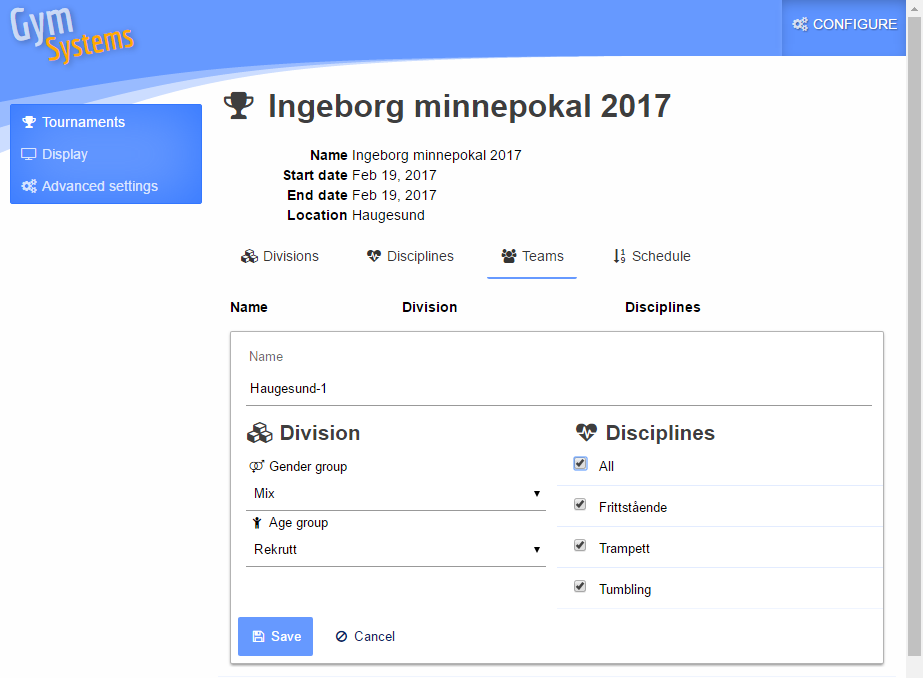 Gym
Systems
CONFIGURE
Tournaments
Display
Advanced settings
Ingeborg minnepokal 2017
Name Ingeborg minnepokal 2017
Start date Feb 19, 2017
End date Feb 19, 2017
Location Haugesund
Divisions Disciplines Teams Schedule
Name Division Disciplines
Name
Haugesund-1
Division
Gender group
Mix
Age group
Rekrutt
Disciplines
All
Frittstående
Trampett
Tumbling
Save Cancel